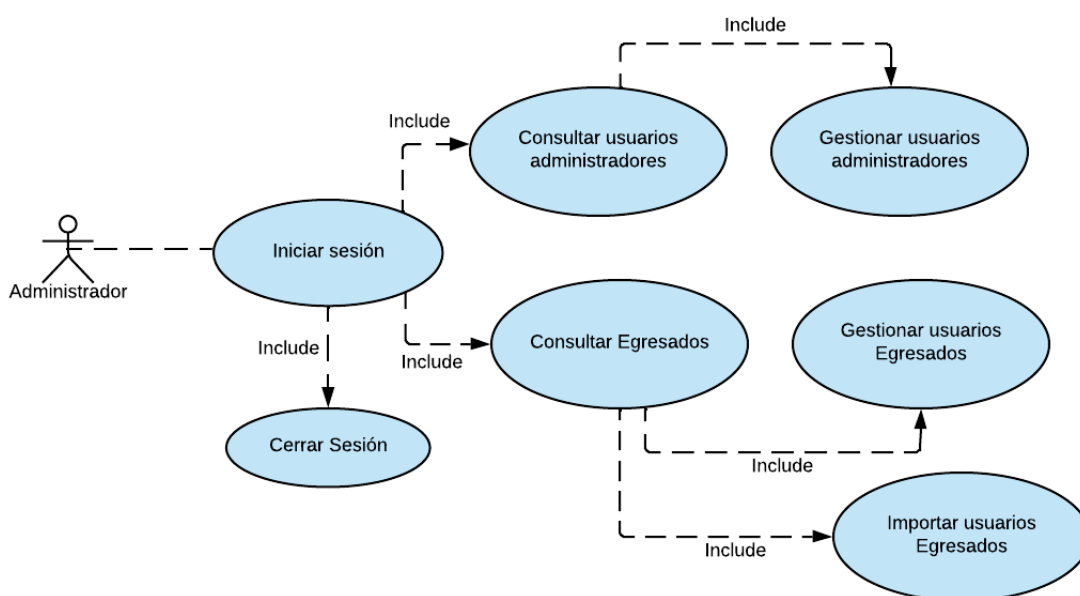 Include
Include
Consultar usuarios
administradores
Gestionar usuarios
administradores
Iniciar sesión
Administrador
Include
Include
Consultar Egresados
Gestionar usuarios
Egresados
Cerrar Sesión
Include
Importar usuarios
Egresados
Include